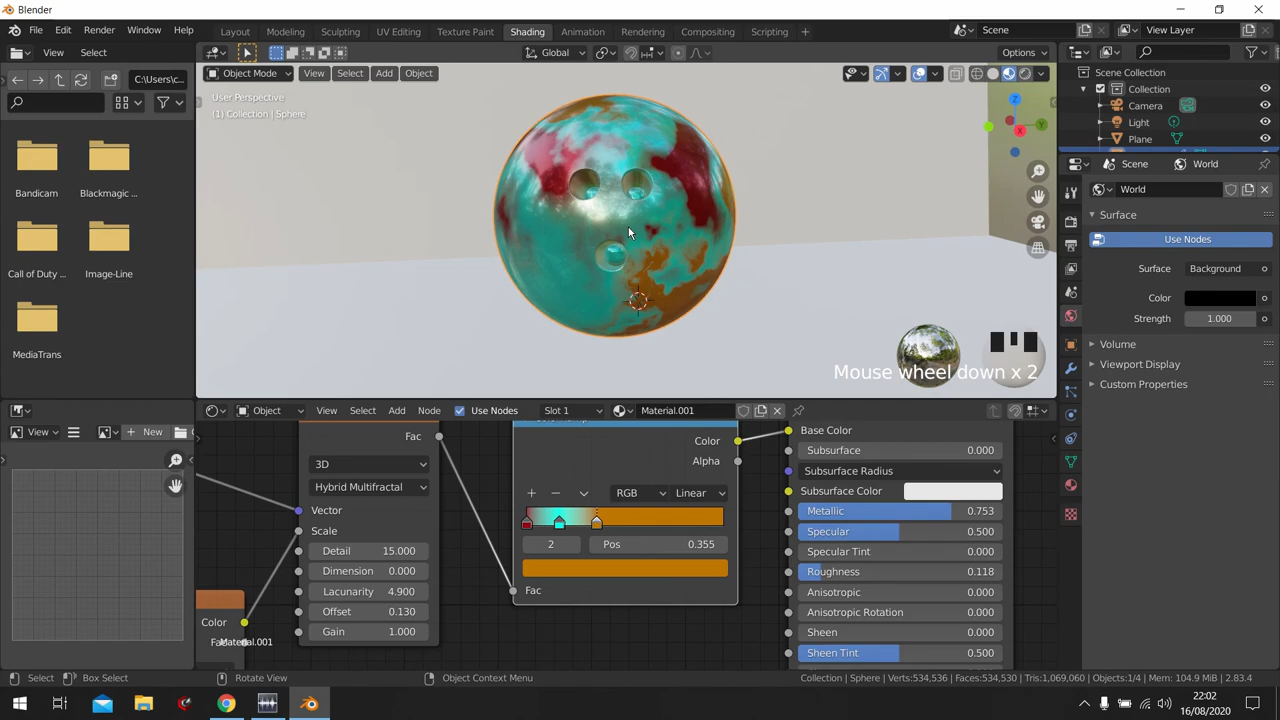 Blender
File Edit Render Window Help
Layout Modeling Sculpting UV Editing Texture Paint Shading Animation Rendering Compositing Scripting +
Scene
View Layer
View Select
Global
Options
C:\Users\c...
Object Mode View Select Add Object
User Perspective
(1) Collection | Sphere
Z
Y
X
Scene Collection
Collection
Camera
Light
Plane
Scene World
World
Surface
Use Nodes
Surface Background
Color
Strength 1.000
Volume
Viewport Display
Custom Properties
Bandicam
Blackmagic ...
Call of Duty ...
Image-Line
MediaTrans
Mouse wheel down x 2
View
New
Object View Select Add Node Use Nodes Slot 1 Material.001
Fac
3D
Hybrid Multifractal
Vector
Scale
Detail 15.000
Dimension 0.000
Lacunarity 4.900
Offset 0.130
Gain 1.000
Color
Material.001
Color
Alpha
RGB Linear
2 Pos 0.355
Fac
Base Color
Subsurface 0.000
Subsurface Radius
Subsurface Color
Metallic 0.753
Specular 0.500
Specular Tint 0.000
Roughness 0.118
Anisotropic 0.000
Anisotropic Rotation 0.000
Sheen 0.000
Sheen Tint 0.500
Select Box Select Rotate View Object Context Menu
Collection | Sphere | Verts:534,536 | Faces:534,530 | Tris:1,069,060 | Objects:1/4 | Mem: 104.9 MiB | 2.83.4
22:02
16/08/2020